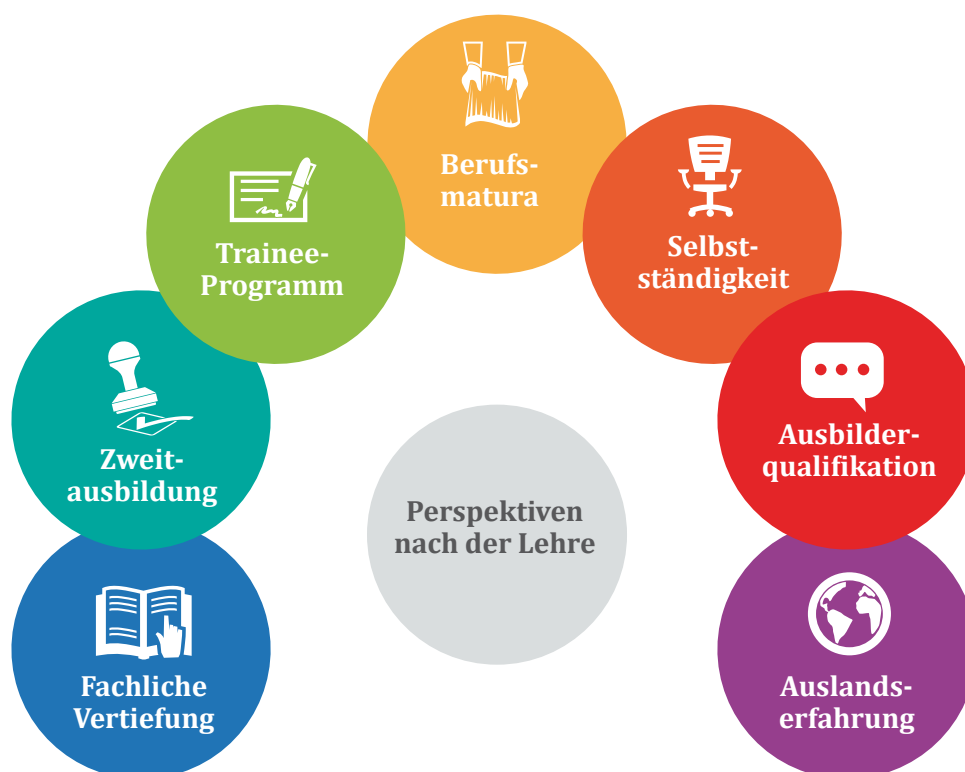 Berufs-
matura
Trainee-
Programm
Selbst-
ständigkeit
Zweit-
ausbildung
Ausbilder-
qualifikation
Perspektiven
nach der Lehre
Fachliche
Vertiefung
Auslands-
erfahrung